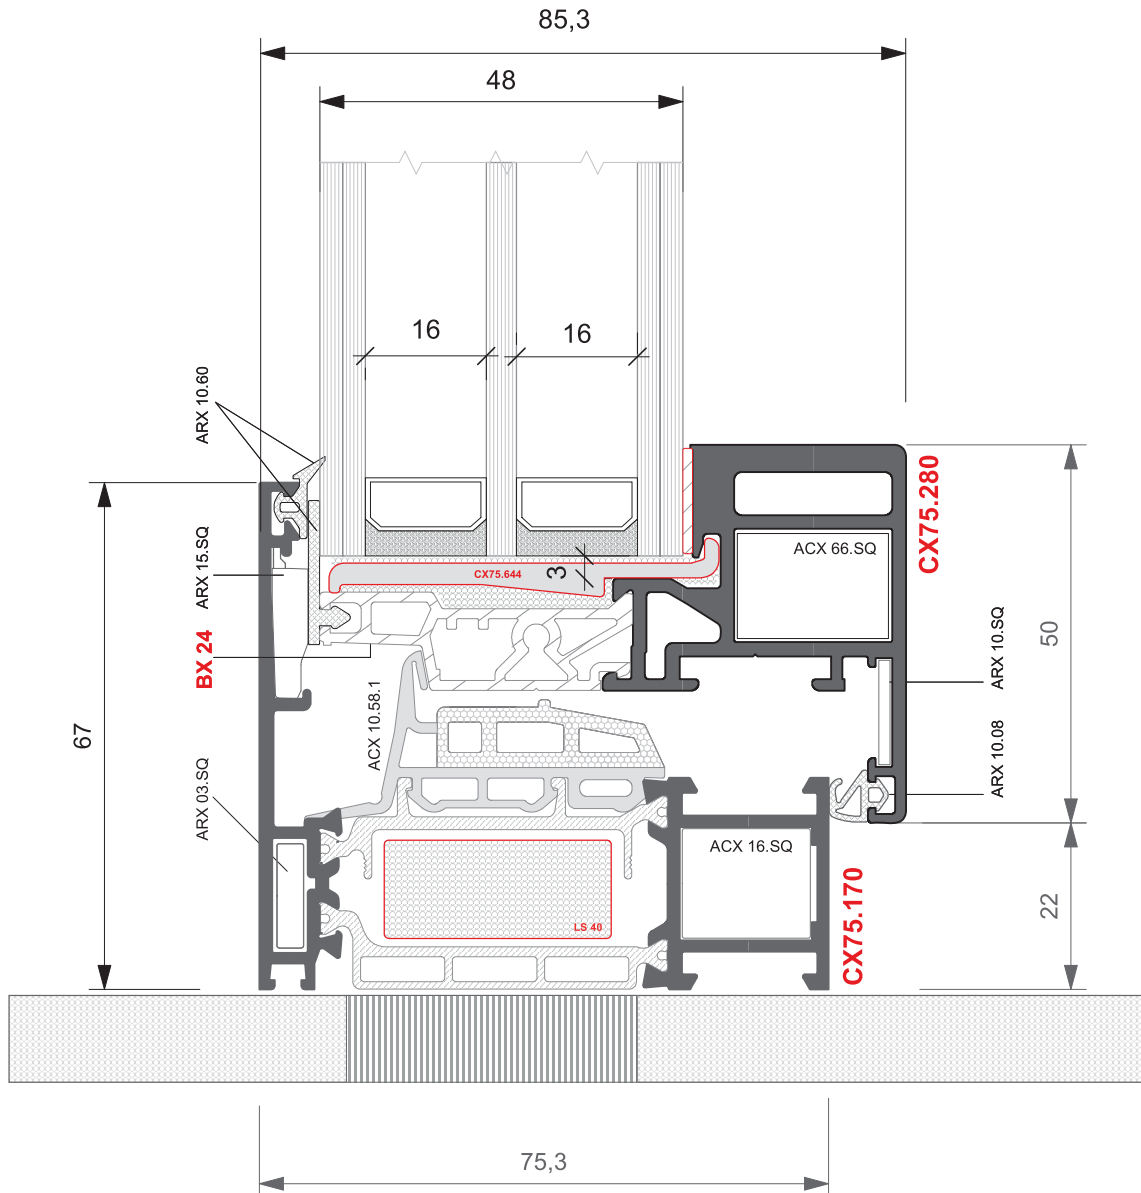 85,3
48
16
16
ARX 10.60
CX75.280
ARX 15.SQ
ACX 66.SQ
3
CX75.644
BX 24
ARX 10.SQ
50
ACX 10.58.1
67
ARX 10.08
ARX 03.SQ
ACX 16.SQ
22
LS 40
CX75.170
75,3